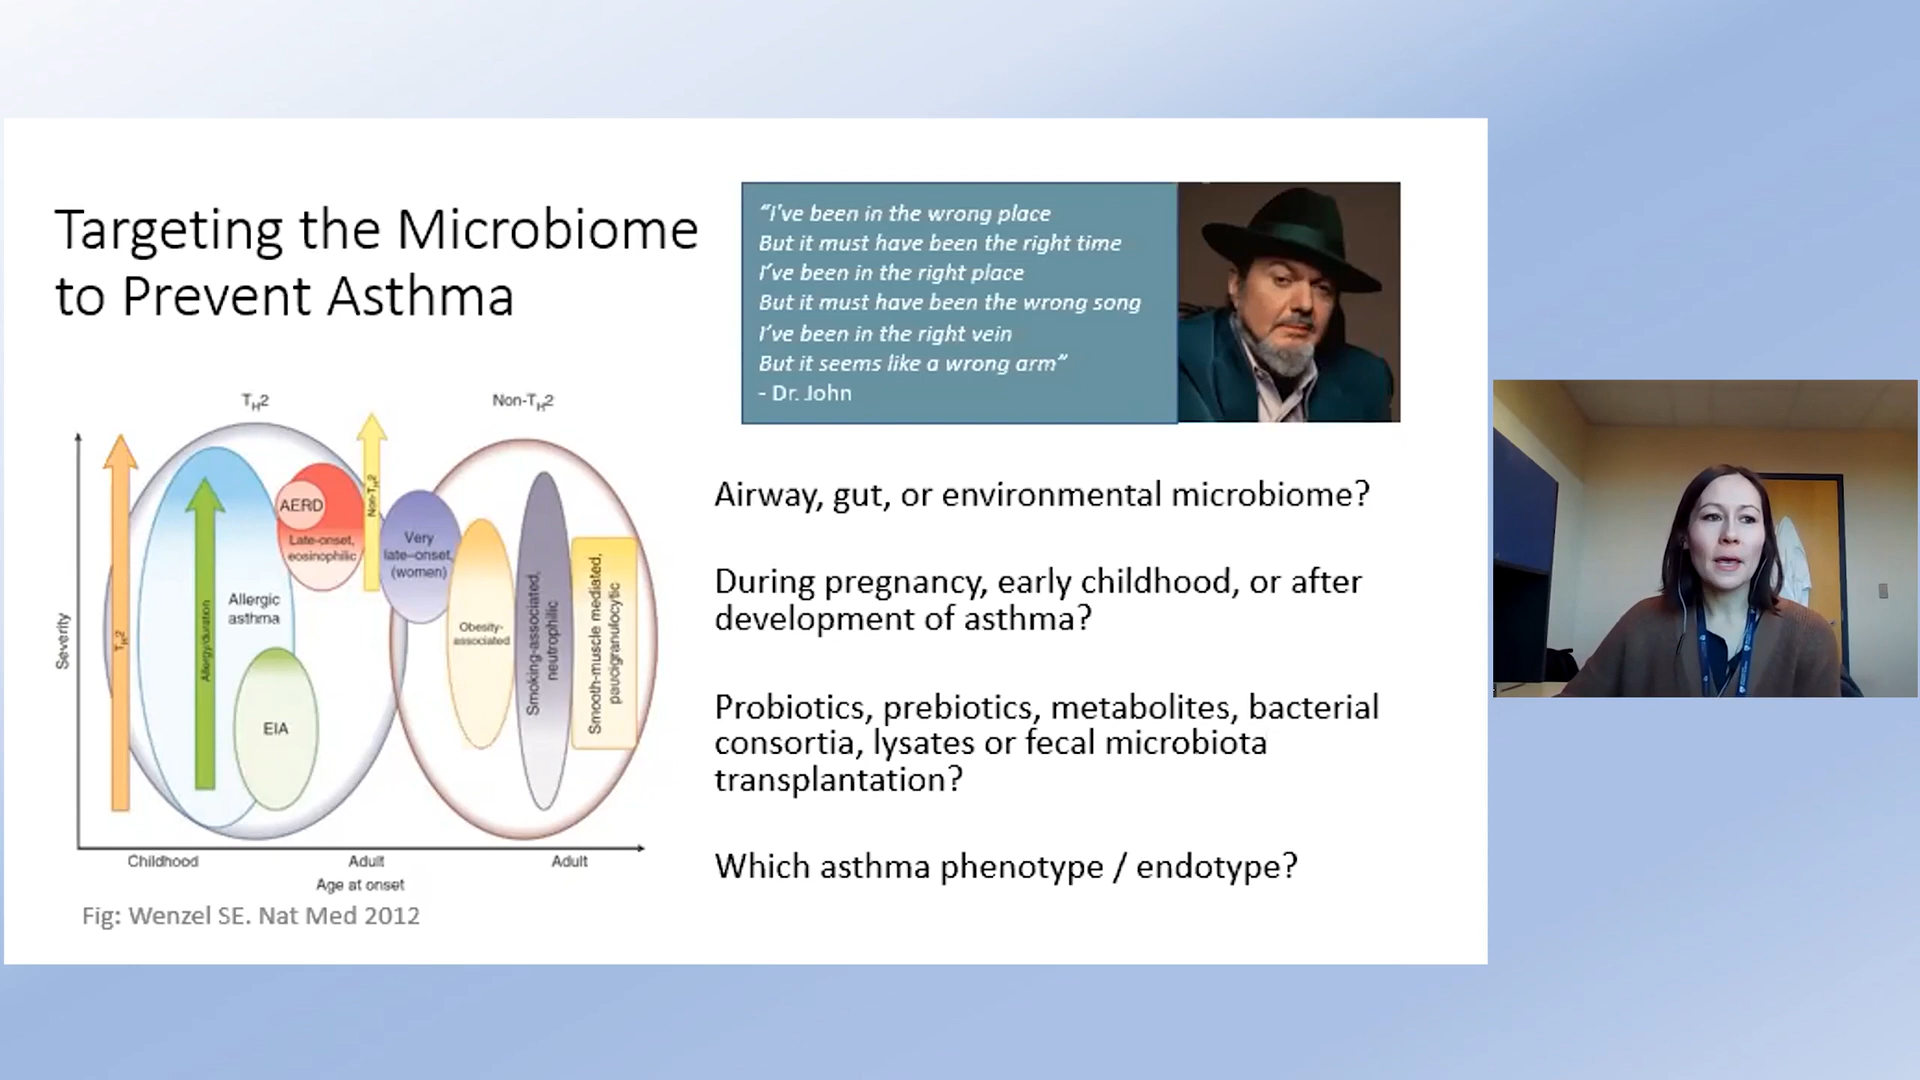 Targeting the Microbiome
to Prevent Asthma
“I’ve been in the wrong place
But it must have been the right time
I’ve been in the right place
But it must have been the wrong song
I’ve been in the right vein
But it seems like a wrong arm”
- Dr. John
TH2
Non-TH2
Severity
TH2
Allergy/duration
Allergic
asthma
EIA
AERD
Late-onset,
eosinophilic
Non-TH2
Very
late–onset,
(women)
Obesity-
associated
Smoking-associated,
neutrophilic
Smooth-muscle mediated,
paucigranulocytic
Childhood
Adult
Adult
Age at onset
Fig: Wenzel SE. Nat Med 2012
Airway, gut, or environmental microbiome?
During pregnancy, early childhood, or after
development of asthma?
Probiotics, prebiotics, metabolites, bacterial
consortia, lysates or fecal microbiota
transplantation?
Which asthma phenotype / endotype?